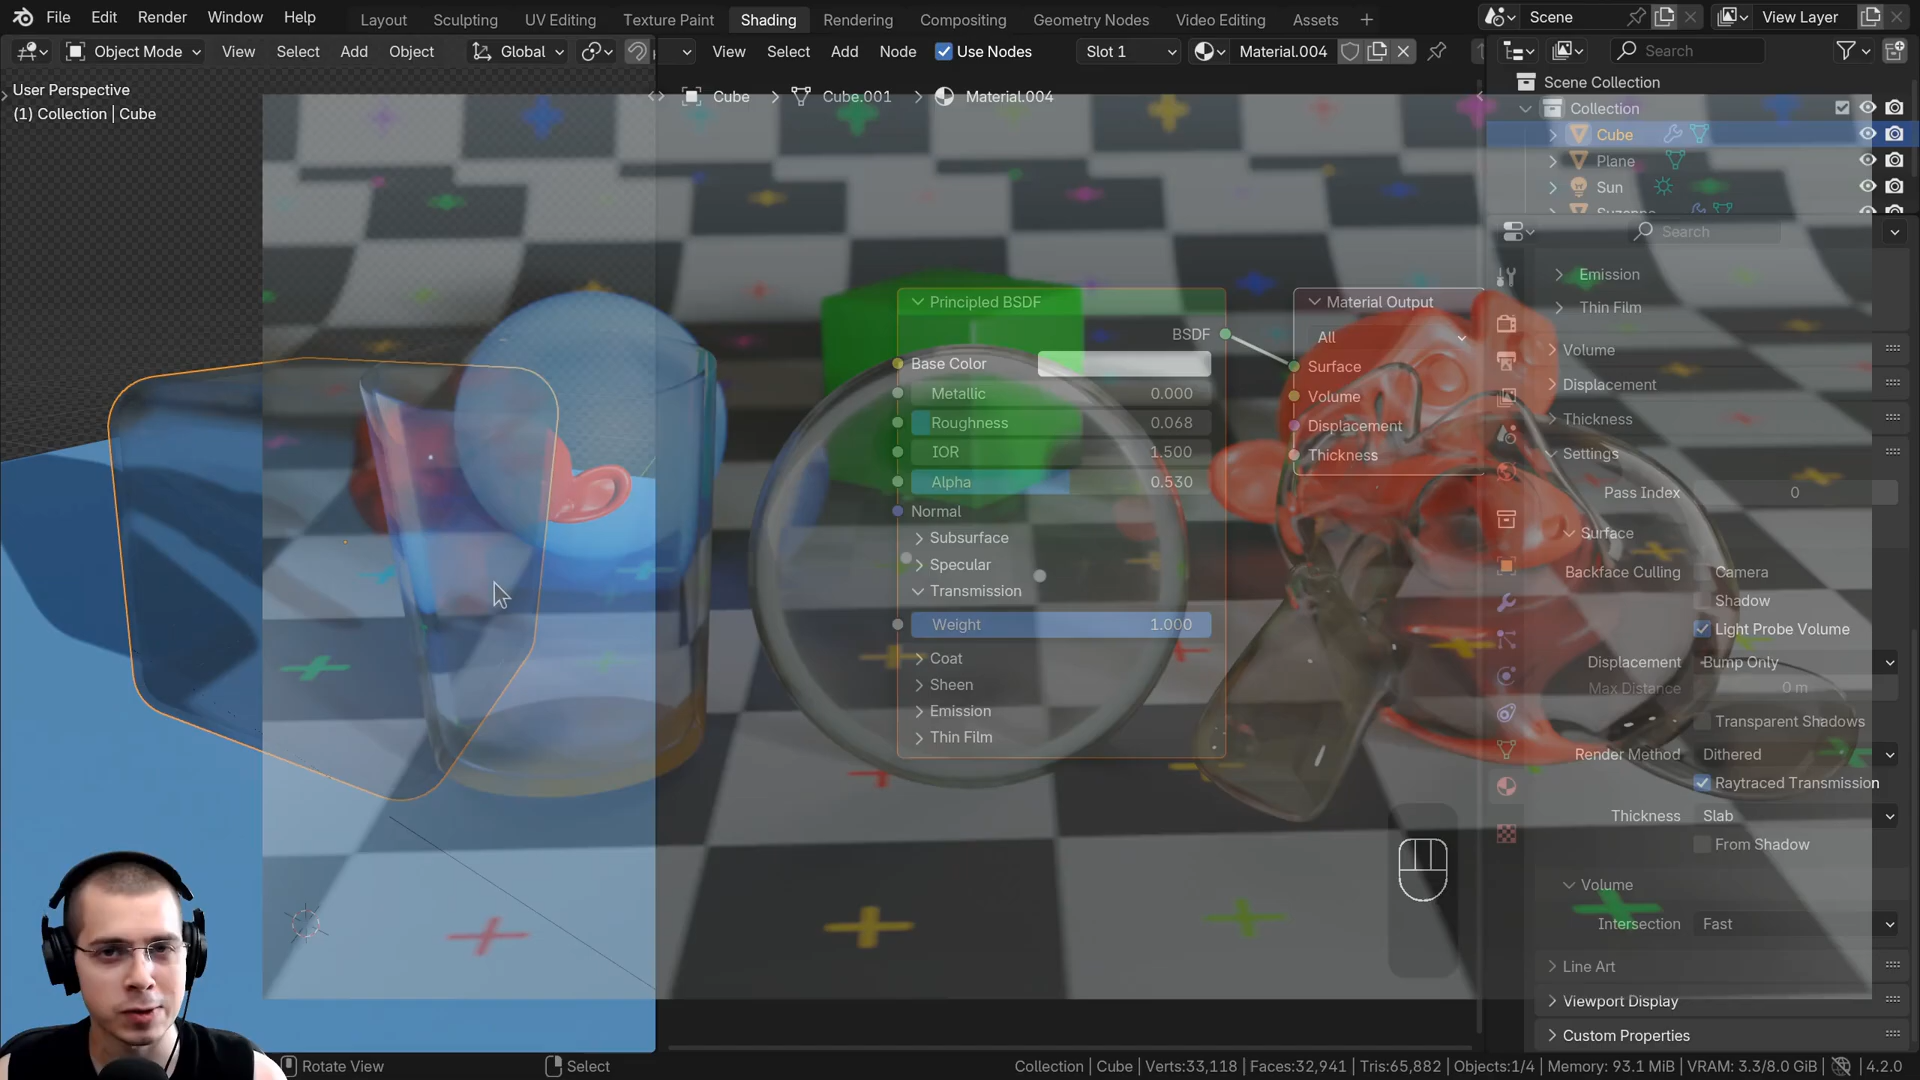 File Edit Render Window Help Layout Sculpting UV Editing Texture Paint Shading Rendering Compositing Geometry Nodes Video Editing Assets Scene View Layer
Object Mode View Select Add Object Global View Select Add Node Use Nodes Slot 1 Material.004 Search
User Perspective
(1) Collection | Cube
Cube Cube.001 Material.004
Scene Collection
Collection
Cube
Plane
Sun
Suzanne
Search
Principled BSDF
BSDF
Base Color
Metallic 0.000
Roughness 0.068
IOR 1.500
Alpha 0.530
Normal
Subsurface
Specular
Transmission
Weight 1.000
Coat
Sheen
Emission
Thin Film
Material Output
All
Surface
Volume
Displacement
Thickness
Emission
Thin Film
Volume
Displacement
Thickness
Settings
Pass Index 0
Surface
Backface Culling Camera
Shadow
Light Probe Volume
Displacement Bump Only
Max Distance 0 m
Transparent Shadows
Render Method Dithered
Raytraced Transmission
Thickness Slab
From Shadow
Volume
Intersection Fast
Line Art
Viewport Display
Custom Properties
Rotate View Select Collection | Cube | Verts:33,118 | Faces:32,941 | Tris:65,882 | Objects:1/4 | Memory: 93.1 MiB | VRAM: 3.3/8.0 GiB | 4.2.0